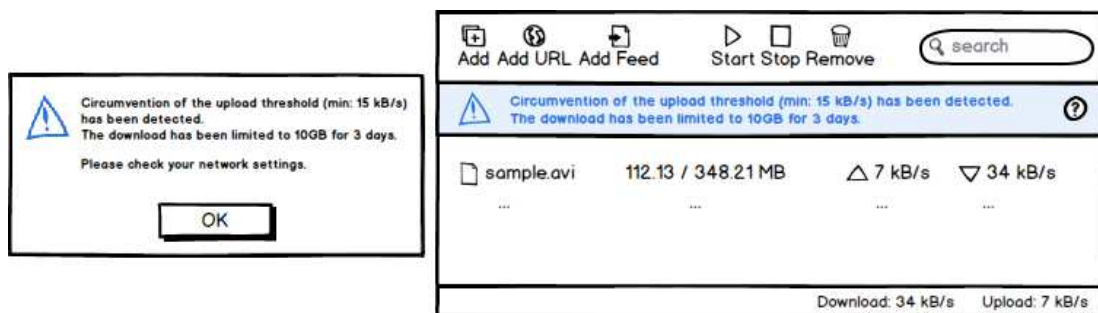 Circumvention of the upload threshold (min: 15 kB/s)
has been detected.
The download has been limited to 10GB for 3 days.
Please check your network settings.
OK
Add Add URL Add Feed Start Stop Remove search
Circumvention of the upload threshold (min: 15 kB/s) has been detected.
The download has been limited to 10GB for 3 days.
?
sample.avi 112.13 / 348.21 MB 7 kB/s 34 kB/s
... ... ... ...
Download: 34 kB/s Upload: 7 kB/s